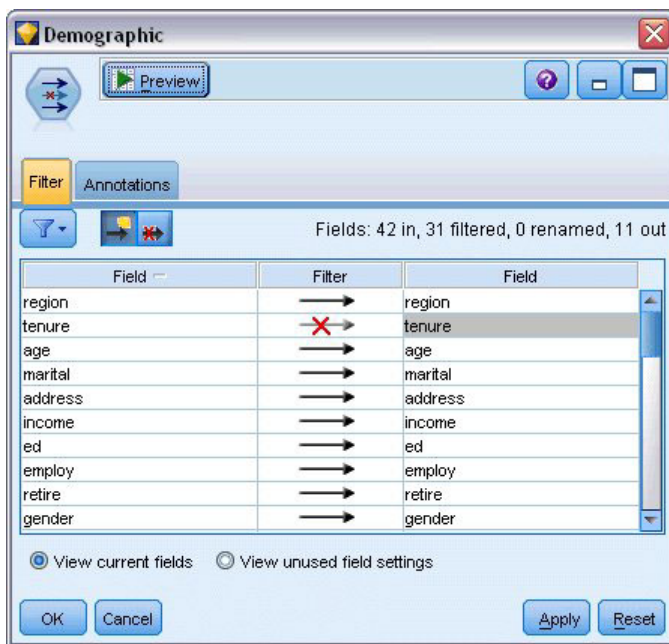 Demographic
Preview
Filter Annotations
Fields: 42 in, 31 filtered, 0 renamed, 11 out
Field Filter Field
region region
tenure tenure
age age
marital marital
address address
income income
ed ed
employ employ
retire retire
gender gender
View current fields View unused field settings
OK Cancel Apply Reset